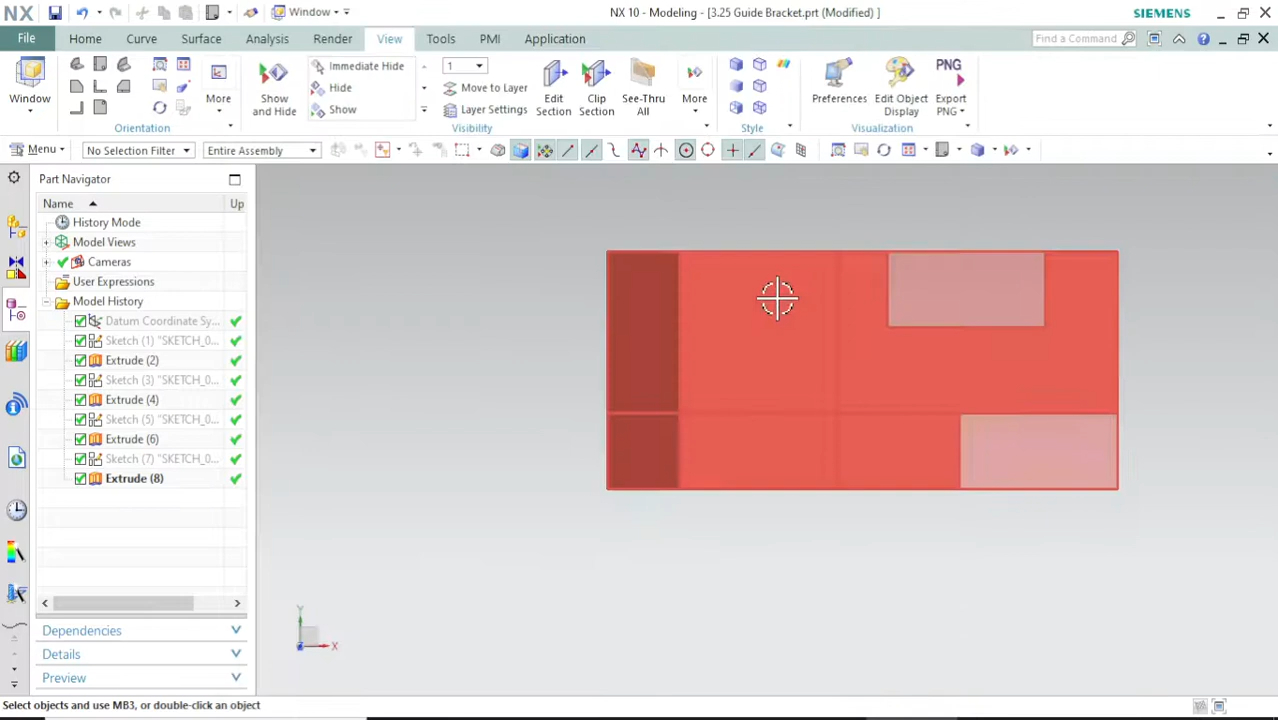 NX
Window
NX 10 - Modeling - [3.25 Guide Bracket.prt (Modified) ]
SIEMENS
File
Home
Curve
Surface
Analysis
Render
View
Tools
PMI
Application
Find a Command
Window
More
Orientation
Show and Hide
Immediate Hide
Hide
Show
1
Move to Layer
Layer Settings
Edit Section
Clip Section
See-Thru All
More
Visibility
Style
Preferences
Edit Object Display
PNG
Export PNG
Visualization
Menu
No Selection Filter
Entire Assembly
Part Navigator
Name
Up
History Mode
Model Views
Cameras
User Expressions
Model History
Datum Coordinate Sy...
Sketch (1) "SKETCH_0...
Extrude (2)
Sketch (3) "SKETCH_0...
Extrude (4)
Sketch (5) "SKETCH_0...
Extrude (6)
Sketch (7) "SKETCH_0...
Extrude (8)
Dependencies
Details
Preview
Y
X
Z
Select objects and use MB3, or double-click an object